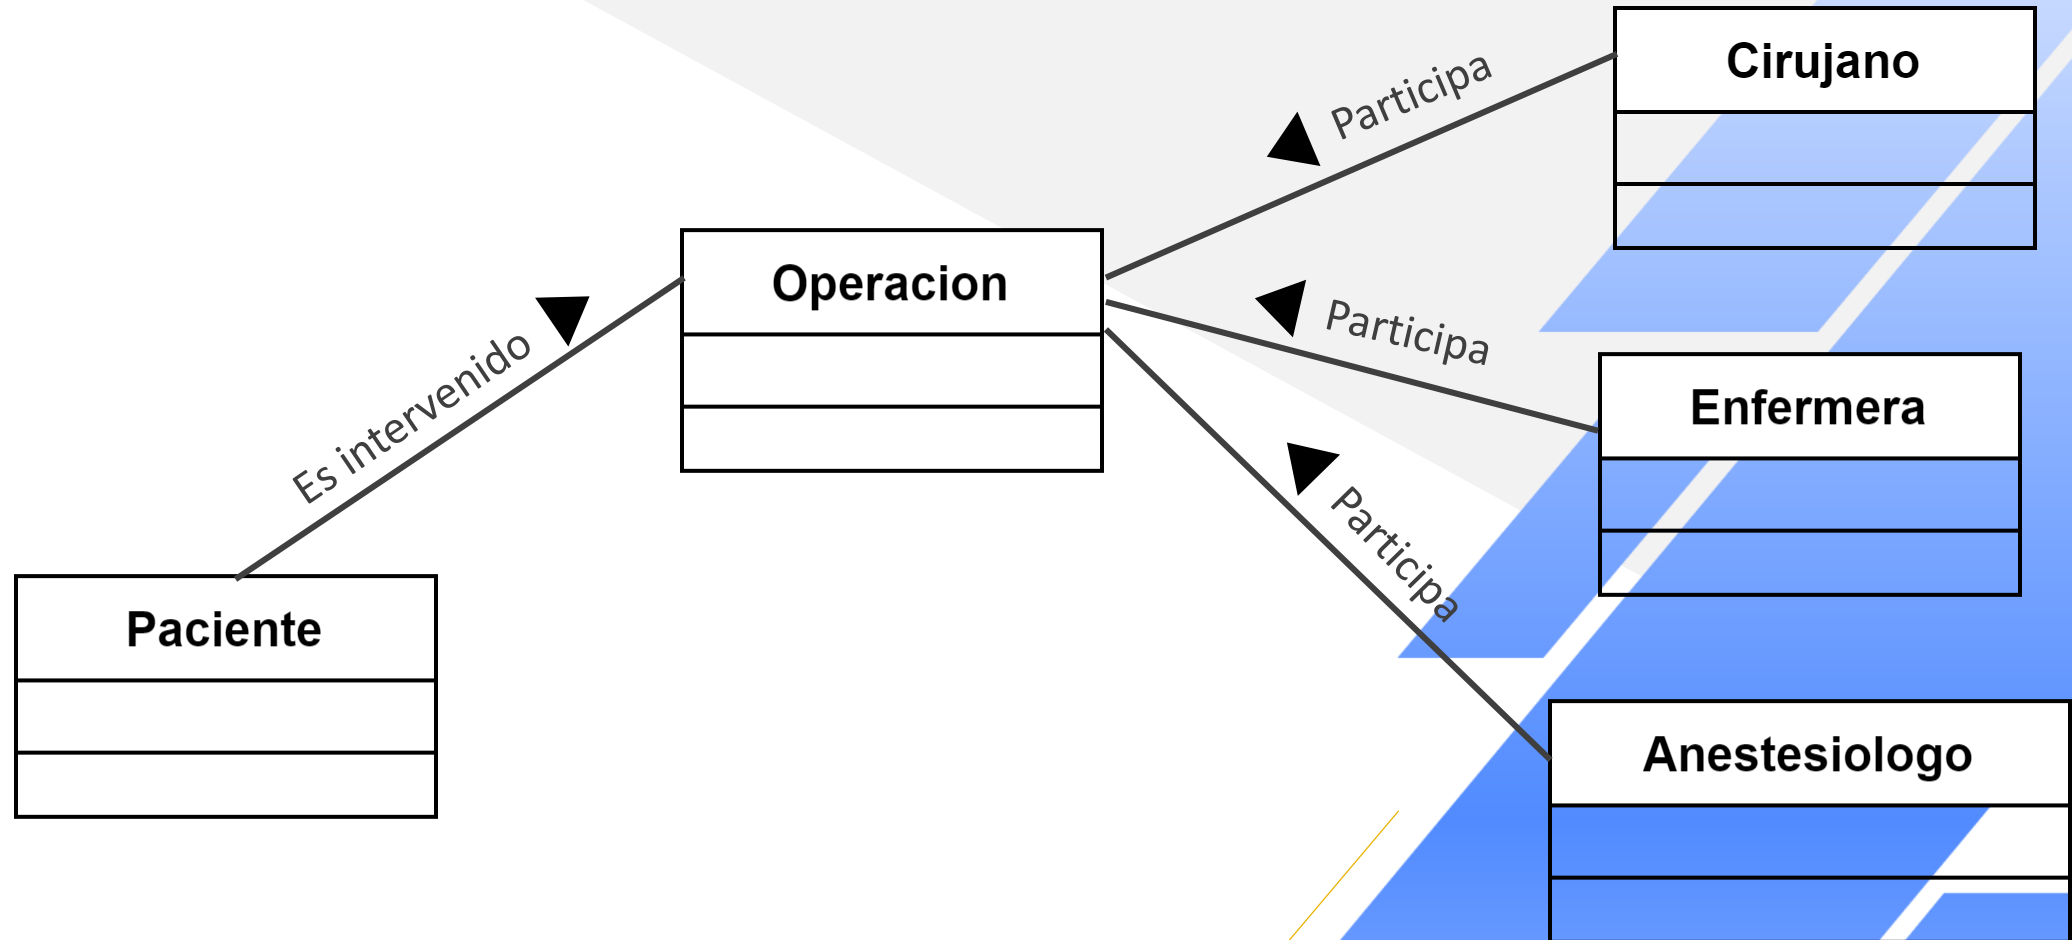 Cirujano
Participa
Operacion
Participa
Enfermera
Es intervenido
Participa
Paciente
Anestesiologo